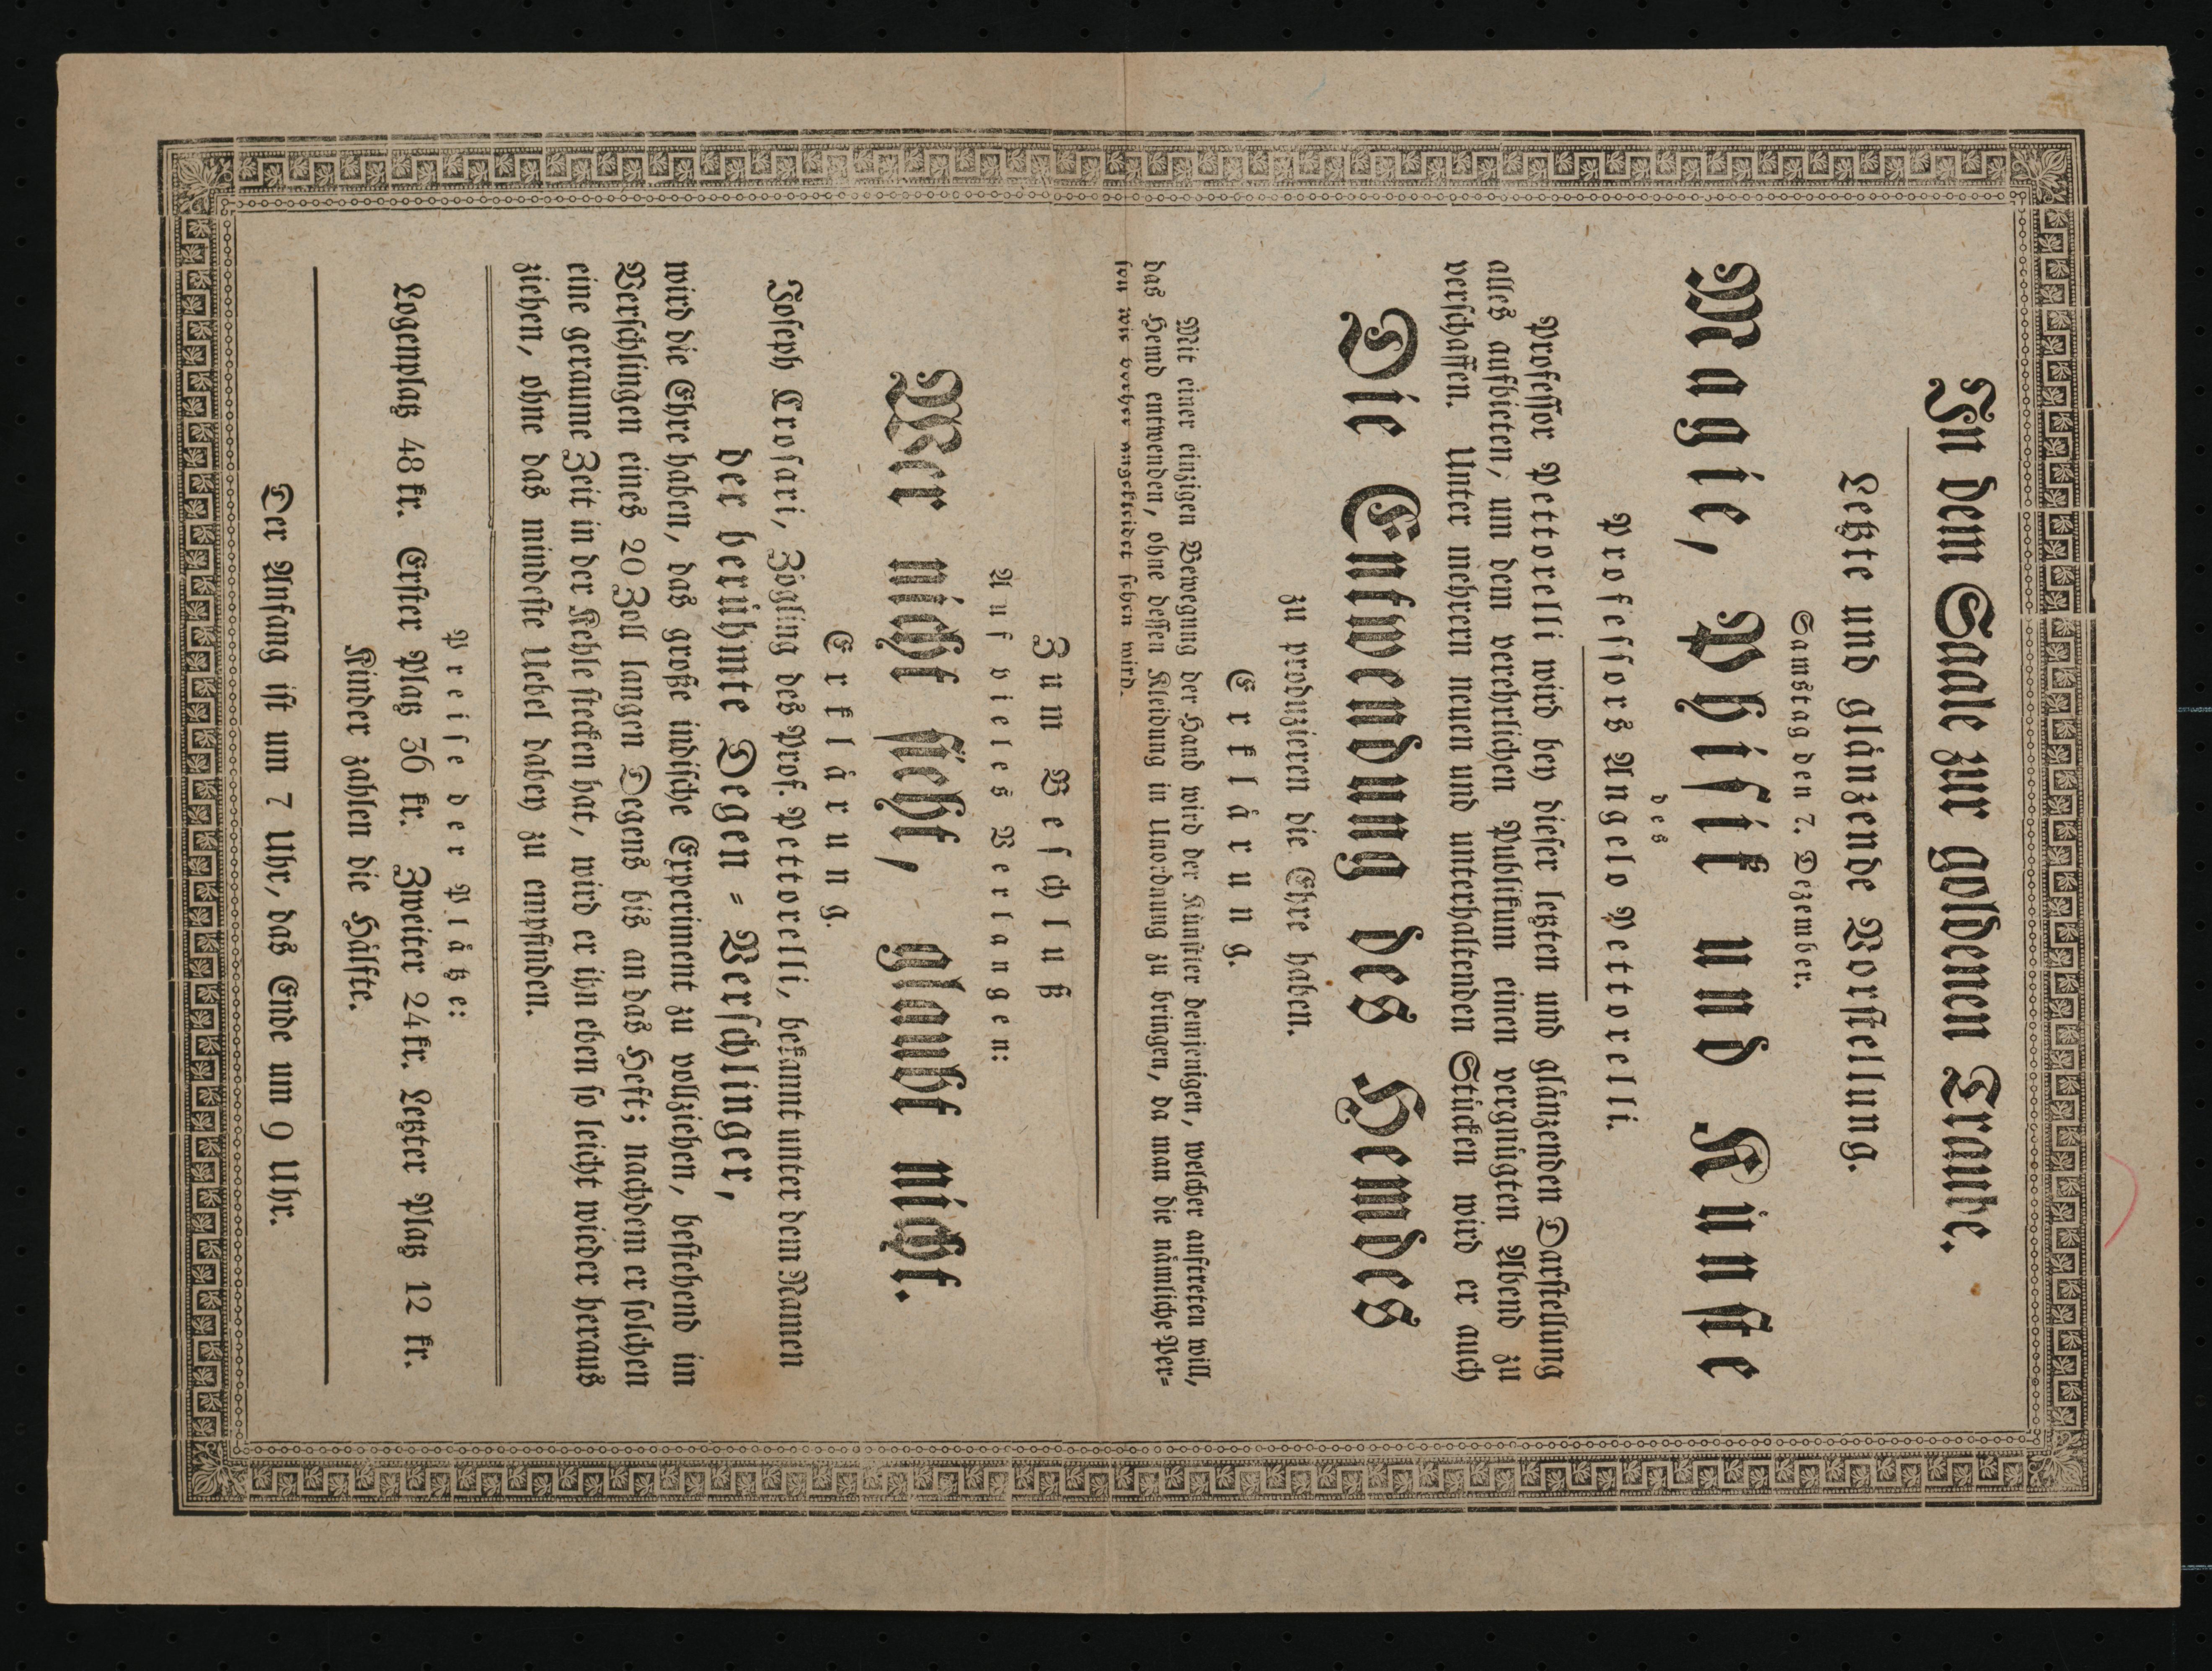 In dem Saale zur goldenen Traube.
Letzte und glänzende Vorstellung.
Samstag den 7. Dezember.
Magie, Phisik und Künste
des
Professors Angelo Pettorelli.
Professor Pettorelli wird bey dieser letzten und glänzenden Darstellung
alles aufbieten, um dem verehrlichen Publikum einen vergnügten Abend zu
verschaffen. Unter mehrern neuen und unterhaltenden Stücken wird er auch
Die Entwendung des Hemdes
zu produzieren die Ehre haben.
Erklärung.
Mit einer einzigen Bewegung der Hand wird der Künstler demjenigen, welcher auftreten will,
das Hemd entwenden, ohne dessen Kleidung in Unordnung zu bringen, da man die nämliche Per-
son wie vorher angekleidet sehen wird.
Zum Beschluß
Auf vieles Verlangen:
Wer nicht sieht, glaubt nicht.
Erklärung.
Joseph Crosari, Zögling des Prof. Pettorelli, bekannt unter dem Namen
der berühmte Degen-Verschlinger,
wird die Ehre haben, das große indische Experiment zu vollziehen, bestehend im
Verschlingen eines 20 Zoll langen Degens bis an das Heft; nachdem er solchen
eine geraume Zeit in der Kehle stecken hat, wird er ihn eben so leicht wieder heraus
ziehen, ohne das mindeste Uebel dabey zu empfinden.
Preise der Plätze:
Logenplatz 48 kr. Erster Platz 36 kr. Zweiter 24 kr. Letzter Platz 12 kr.
Kinder zahlen die Hälfte.
Der Anfang ist um 7 Uhr, das Ende um 9 Uhr.